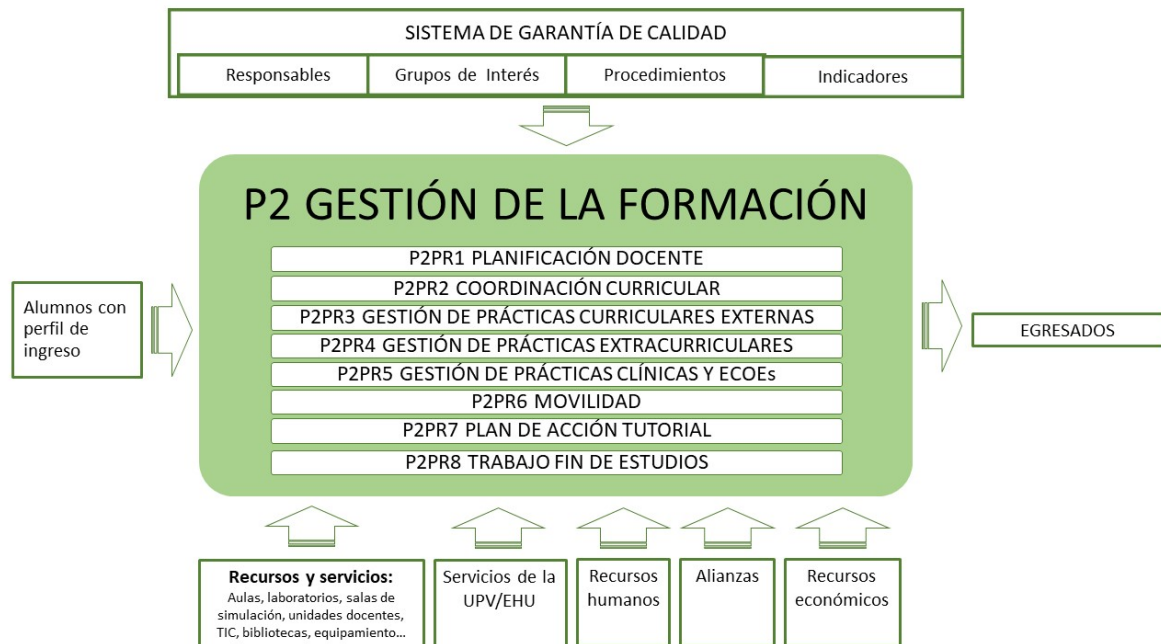 SISTEMA DE GARANTÍA DE CALIDAD
Responsables
Grupos de Interés
Procedimientos
Indicadores
P2 GESTIÓN DE LA FORMACIÓN
P2PR1 PLANIFICACIÓN DOCENTE
P2PR2 COORDINACIÓN CURRICULAR
P2PR3 GESTIÓN DE PRÁCTICAS CURRICULARES EXTERNAS
P2PR4 GESTIÓN DE PRÁCTICAS EXTRACURRICULARES
P2PR5 GESTIÓN DE PRÁCTICAS CLÍNICAS Y ECOEs
P2PR6 MOVILIDAD
P2PR7 PLAN DE ACCIÓN TUTORIAL
P2PR8 TRABAJO FIN DE ESTUDIOS
Alumnos con
perfil de
ingreso
EGRESADOS
Recursos y servicios:
Aulas, laboratorios, salas de
simulación, unidades docentes,
TIC, bibliotecas, equipamiento...
Servicios de la
UPV/EHU
Recursos
humanos
Alianzas
Recursos
económicos